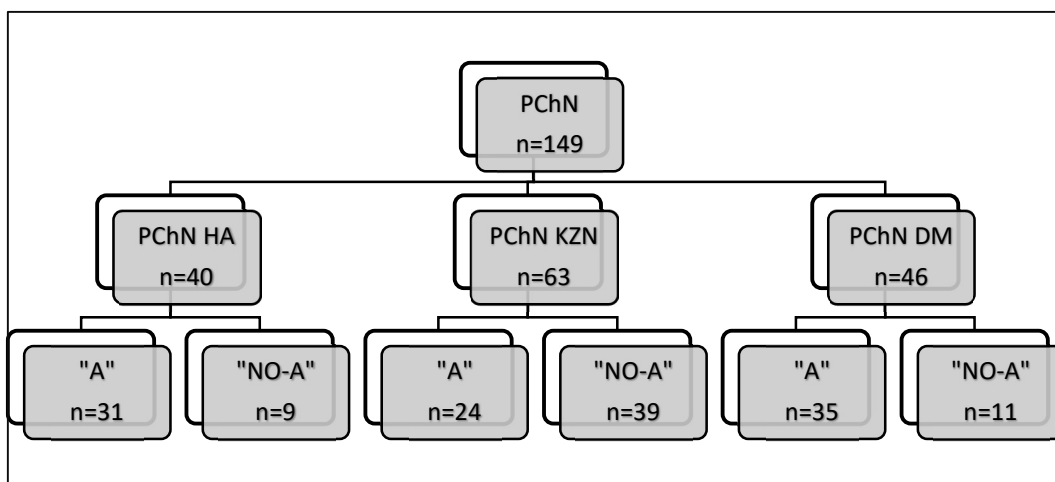 PChN
n=149
PChN HA
n=40
PChN KZN
n=63
PChN DM
n=46
"A"
n=31
"NO-A"
n=9
"A"
n=24
"NO-A"
n=39
"A"
n=35
"NO-A"
n=11